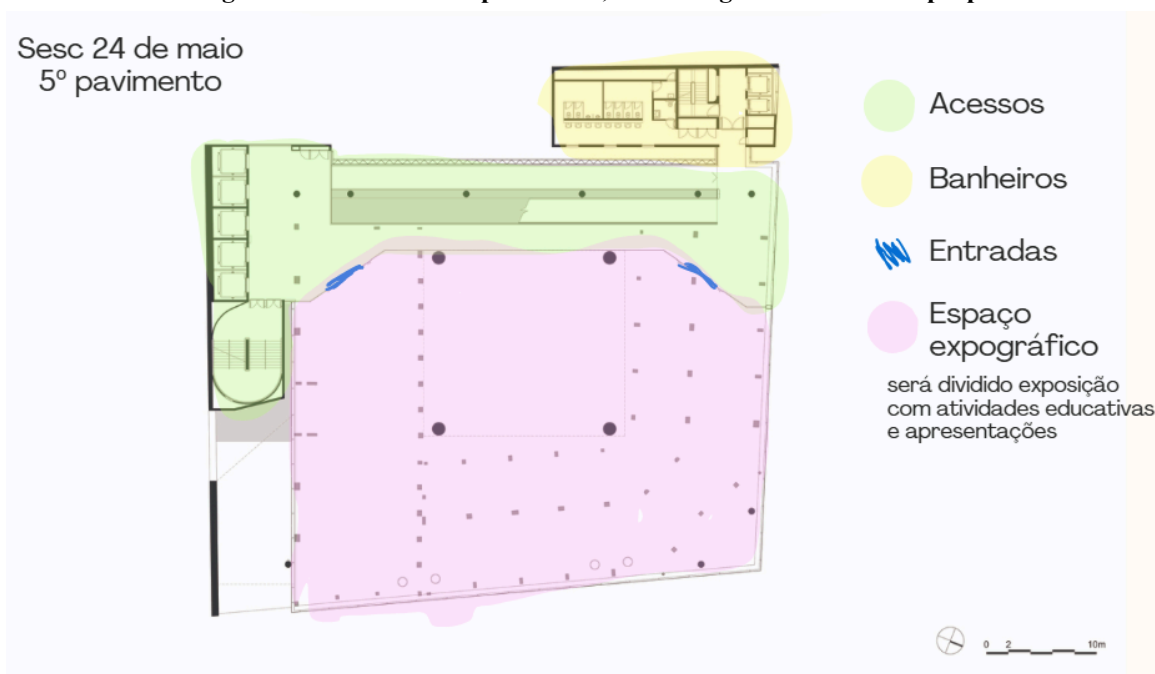 Sesc 24 de maio
5º pavimento
Acessos
Banheiros
Entradas
Espaço
expográfico
será dividido exposição
com atividades educativas
e apresentações
0 2 10m